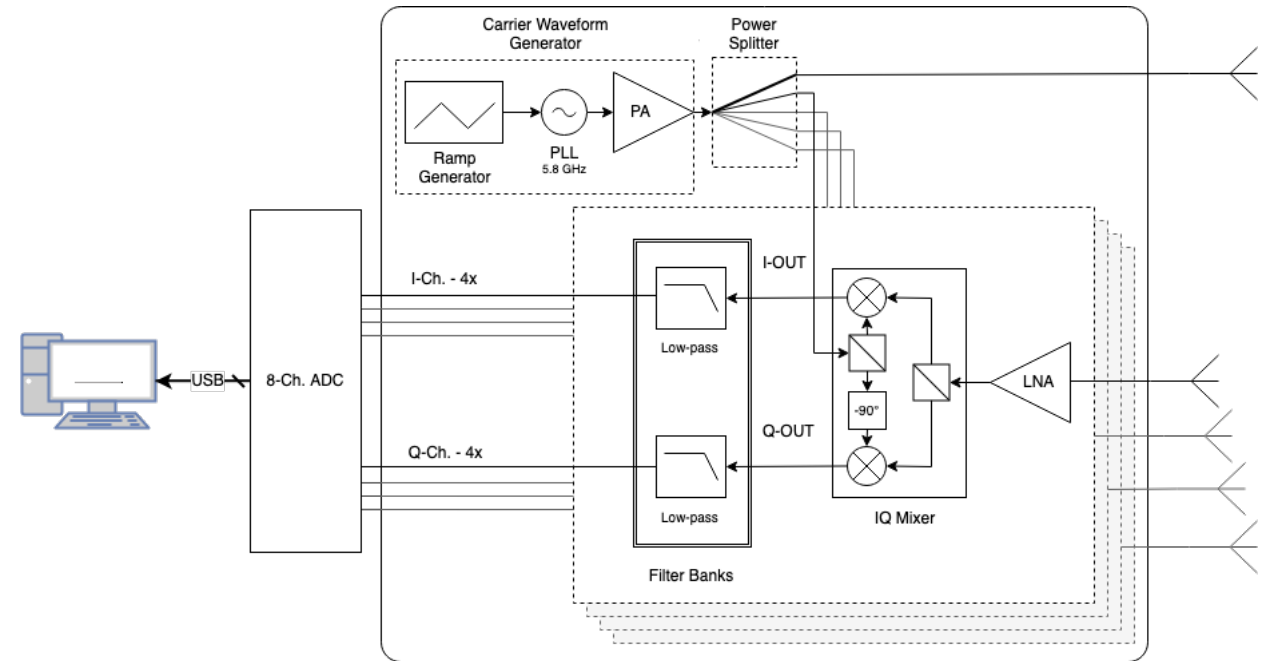 Carrier Waveform
Generator
Power
Splitter
PA
PLL
5.8 GHz
Ramp
Generator
I-Ch. - 4x
I-OUT
Low-pass
USB
8-Ch. ADC
LNA
-90°
Q-Ch. - 4x
Q-OUT
Low-pass
IQ Mixer
Filter Banks